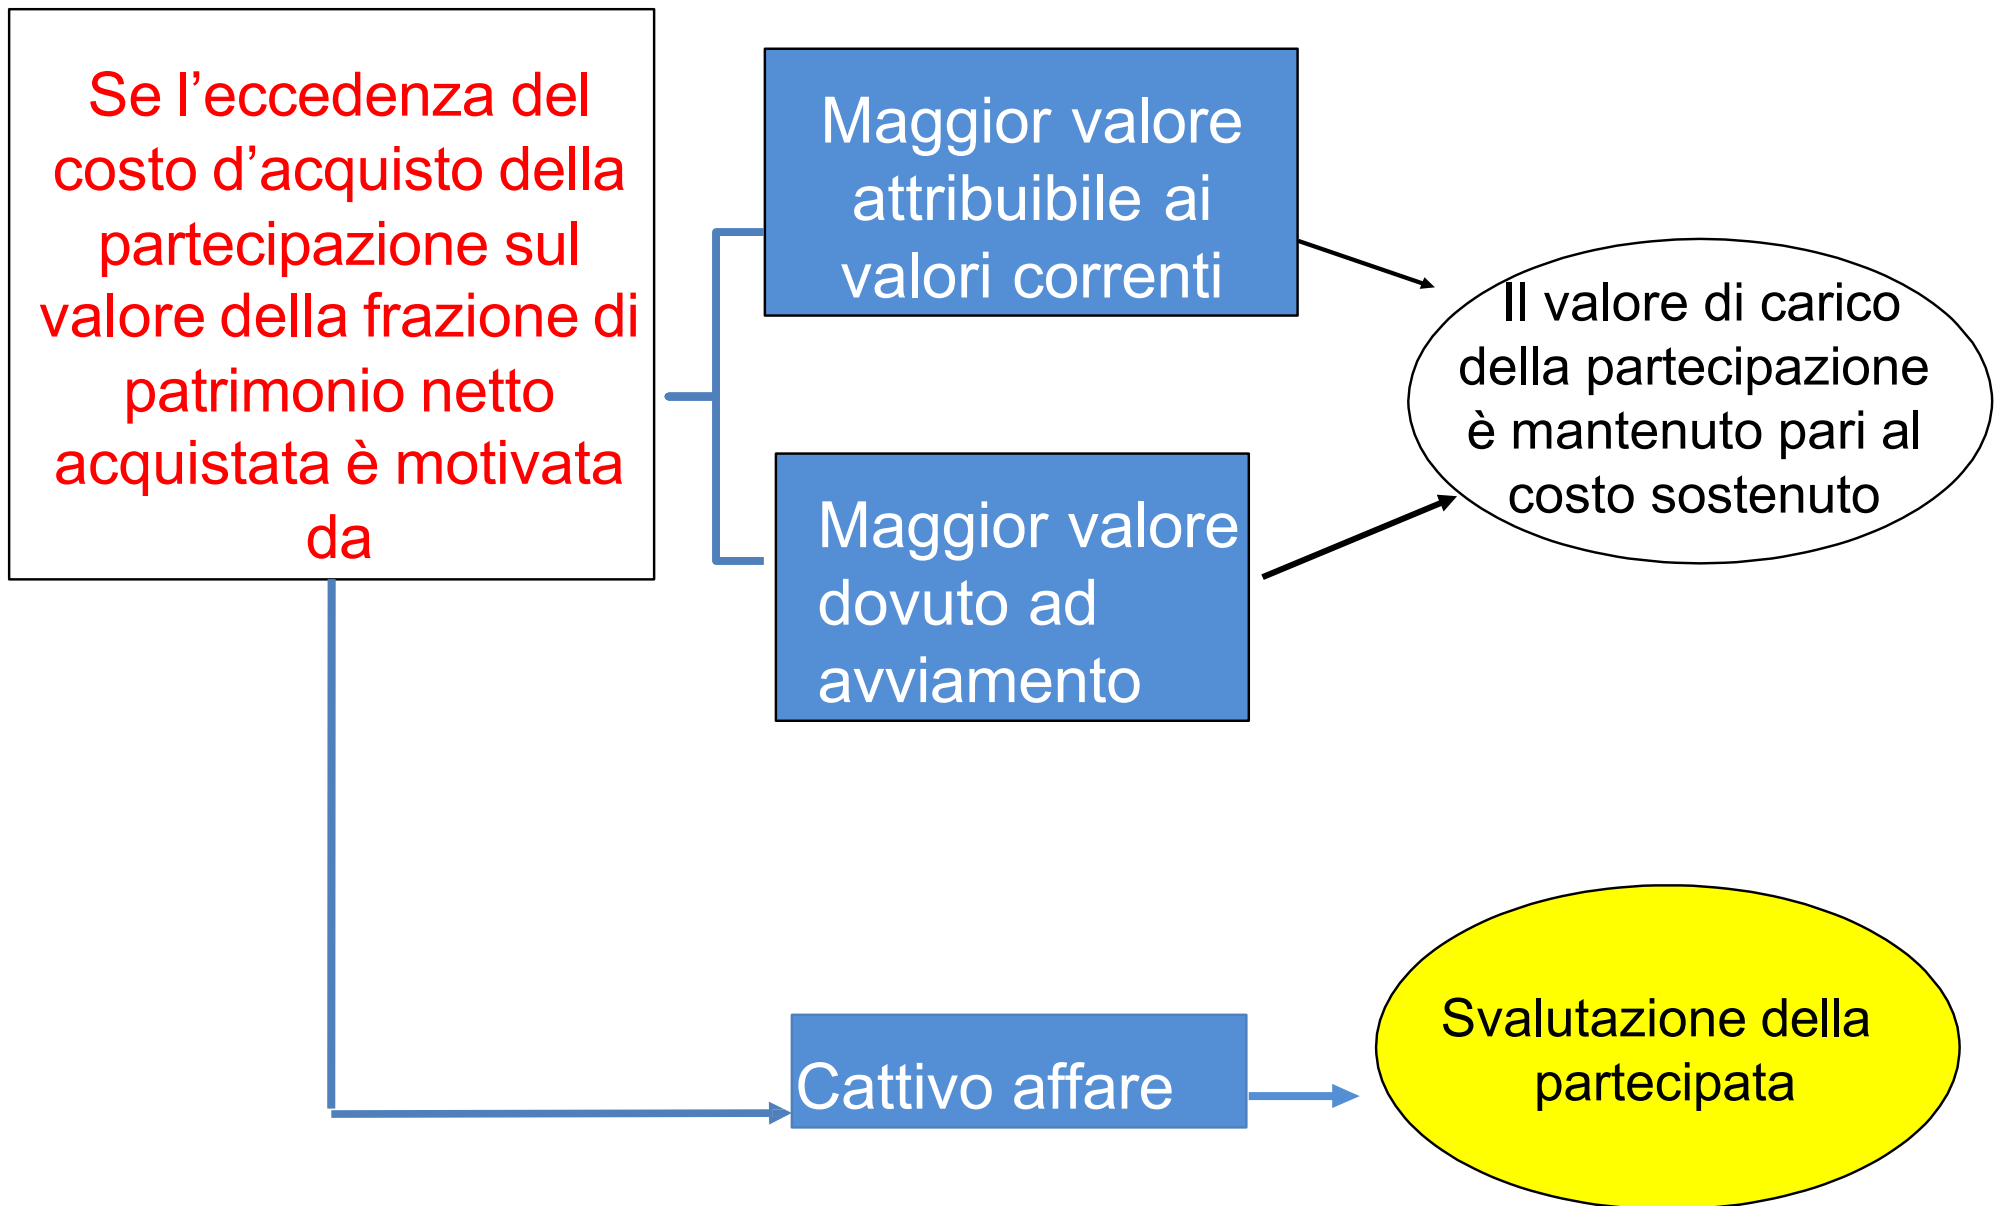 Se l’eccedenza del
costo d’acquisto della
partecipazione sul
valore della frazione di
patrimonio netto
acquistata è motivata
da
Maggior valore
attribuibile ai
valori correnti
Maggior valore
dovuto ad
avviamento
Il valore di carico
della partecipazione
è mantenuto pari al
costo sostenuto
Cattivo affare
Svalutazione della
partecipata